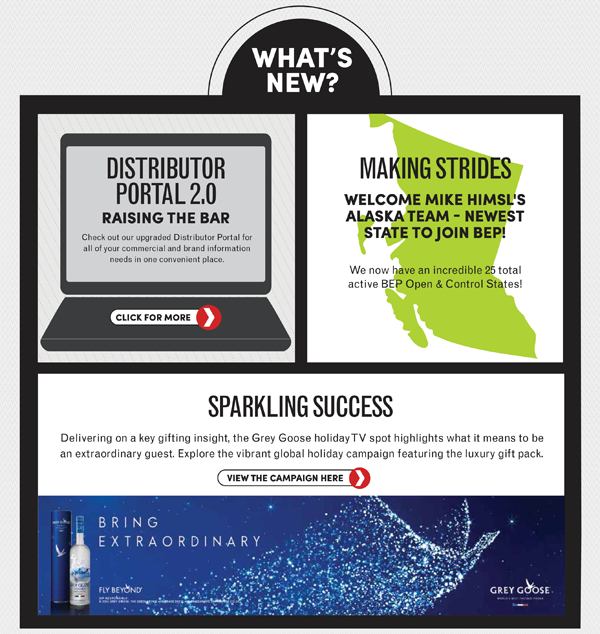 WHAT'S
NEW?
DISTRIBUTOR
PORTAL 2.0
RAISING THE BAR
Check out our upgraded Distributor Portal for
all of your commercial and brand information
needs in one convenient place.
CLICK FOR MORE
MAKING STRIDES
WELCOME MIKE HIMSL'S
ALASKA TEAM - NEWEST
STATE TO JOIN BEP!
We now have an incredible 25 total
active BEP Open & Control States!
SPARKLING SUCCESS
Delivering on a key gifting insight, the Grey Goose holiday TV spot highlights what it means to be
an extraordinary guest. Explore the vibrant global holiday campaign featuring the luxury gift pack.
VIEW THE CAMPAIGN HERE
BRING
EXTRAORDINARY
FLY BEYOND
GREY GOOSE